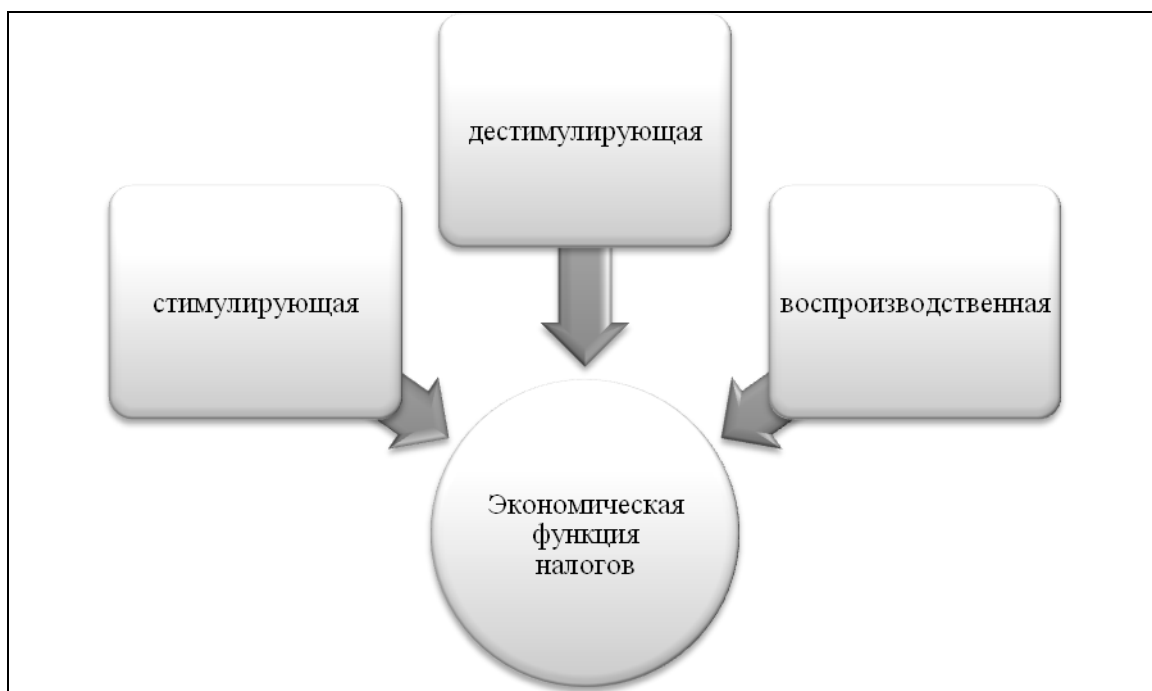 дестимулирующая
стимулирующая
воспроизводственная
Экономическая
функция
налогов